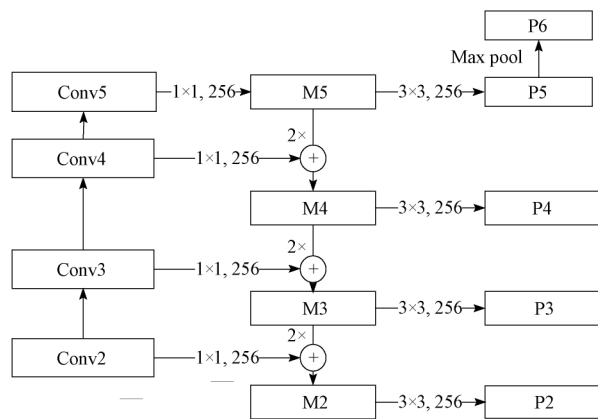 P6
Max pool
Conv5
1×1, 256
M5
3×3, 256
P5
2×
Conv4
1×1, 256
+
M4
3×3, 256
P4
2×
Conv3
1×1, 256
+
M3
3×3, 256
P3
2×
Conv2
1×1, 256
+
M2
3×3, 256
P2